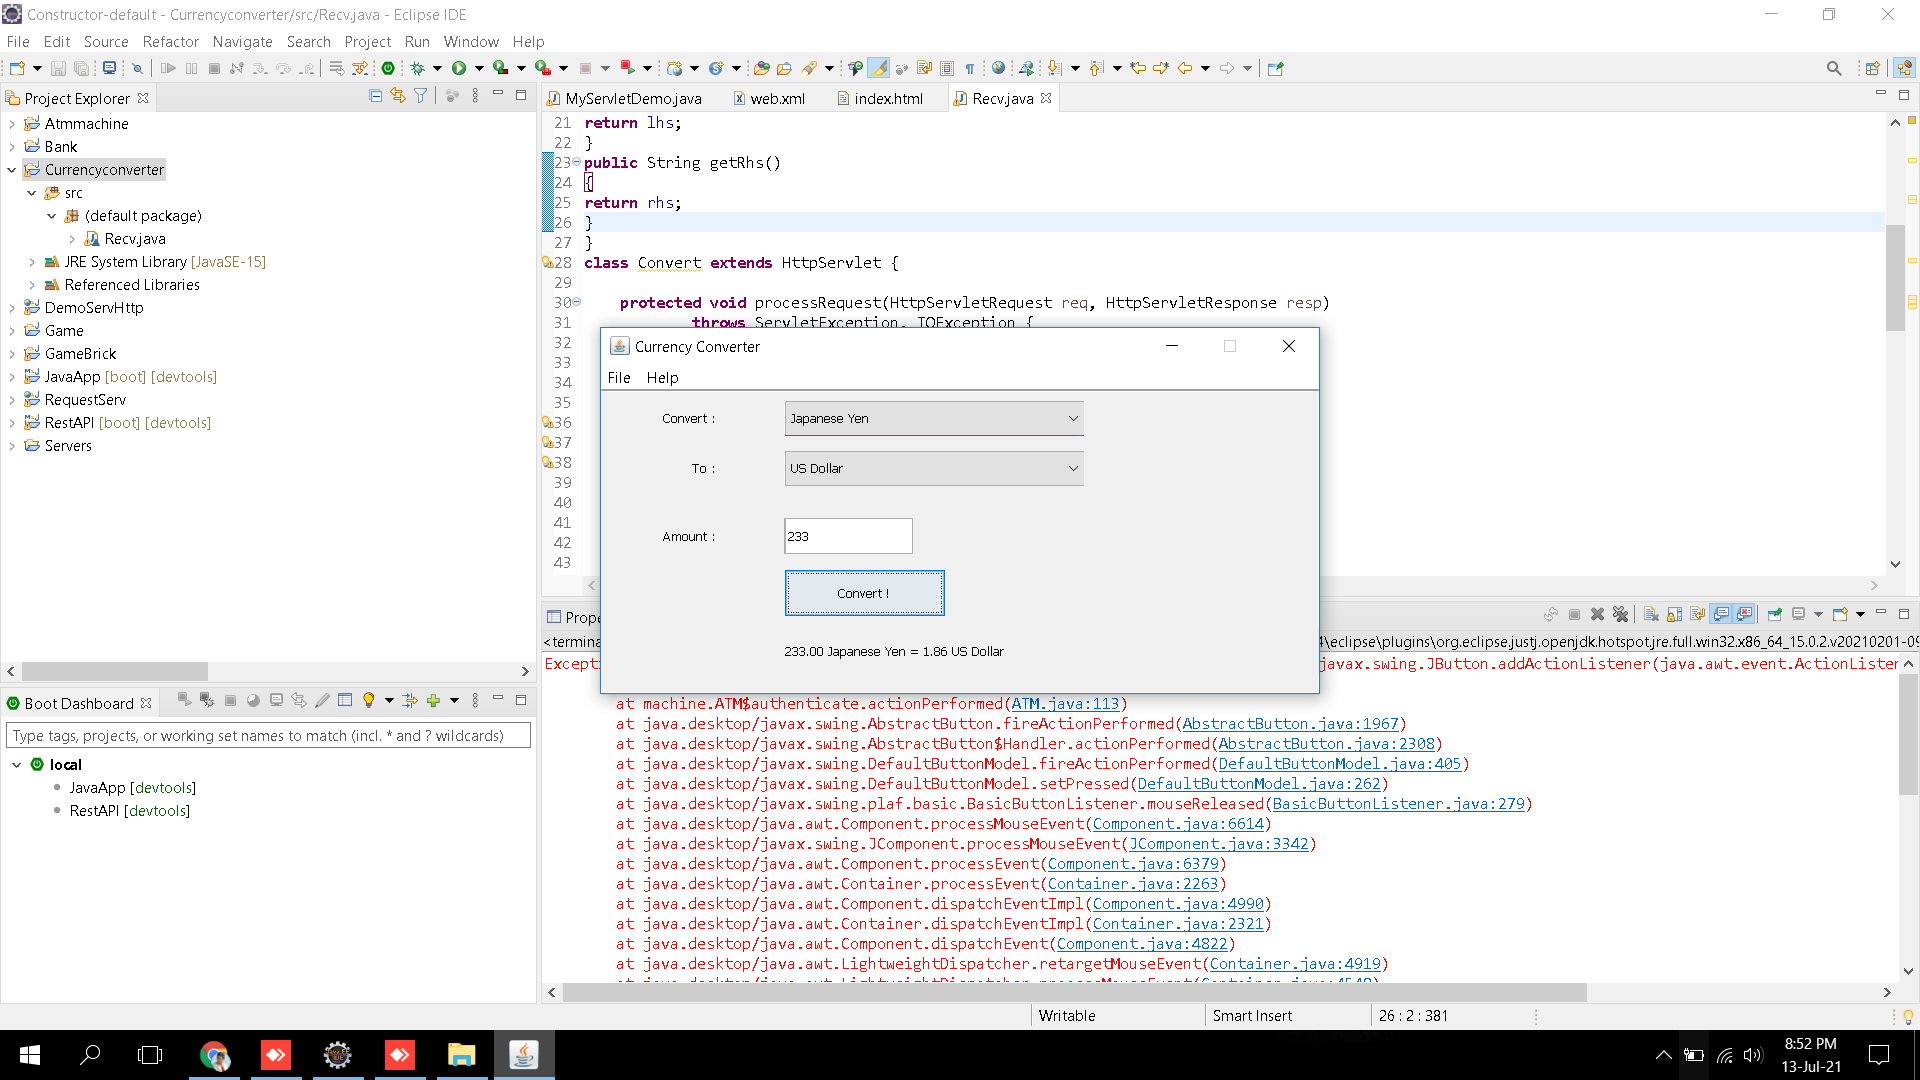 Constructor-default - Currencyconverter/src/Recv.java - Eclipse IDE
File Edit Source Refactor Navigate Search Project Run Window Help
Project Explorer
Atmmachine
Bank
Currencyconverter
src
(default package)
Recv.java
JRE System Library [JavaSE-15]
Referenced Libraries
DemoServHttp
Game
GameBrick
JavaApp [boot] [devtools]
RequestServ
RestAPI [boot] [devtools]
Servers
Boot Dashboard
Type tags, projects, or working set names to match (incl. * and ? wildcards)
local
JavaApp [devtools]
RestAPI [devtools]
MyServletDemo.java web.xml index.html Recv.java
21 return lhs;
22 }
23 public String getRhs()
24 {
25 return rhs;
26 }
27 }
28 class Convert extends HttpServlet {
29
30 protected void processRequest(HttpServletRequest req, HttpServletResponse resp)
31 throws ServletException, IOException {
32
33
34
35
36
37
38
39
40
41
42
43
Currency Converter
File Help
Convert : Japanese Yen
To : US Dollar
Amount : 233
Convert !
233.00 Japanese Yen = 1.86 US Dollar
\eclipse\plugins\org.eclipse.justj.openjdk.hotspot.jre.full.win32.x86_64_15.0.2.v20210201-09
javax.swing.JButton.addActionListener(java.awt.event.ActionListe
at machine.ATM$authenticate.actionPerformed(ATM.java:113)
at java.desktop/javax.swing.AbstractButton.fireActionPerformed(AbstractButton.java:1967)
at java.desktop/javax.swing.AbstractButton$Handler.actionPerformed(AbstractButton.java:2308)
at java.desktop/javax.swing.DefaultButtonModel.fireActionPerformed(DefaultButtonModel.java:405)
at java.desktop/javax.swing.DefaultButtonModel.setPressed(DefaultButtonModel.java:262)
at java.desktop/javax.swing.plaf.basic.BasicButtonListener.mouseReleased(BasicButtonListener.java:279)
at java.desktop/java.awt.Component.processMouseEvent(Component.java:6614)
at java.desktop/javax.swing.JComponent.processMouseEvent(JComponent.java:3342)
at java.desktop/java.awt.Component.processEvent(Component.java:6379)
at java.desktop/java.awt.Container.processEvent(Container.java:2263)
at java.desktop/java.awt.Component.dispatchEventImpl(Component.java:4990)
at java.desktop/java.awt.Container.dispatchEventImpl(Container.java:2321)
at java.desktop/java.awt.Component.dispatchEvent(Component.java:4822)
at java.desktop/java.awt.LightweightDispatcher.retargetMouseEvent(Container.java:4919)
Writable Smart Insert 26 : 2 : 381
8:52 PM
13-Jul-21